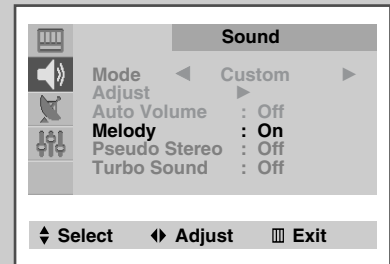 Sound
Mode ◀ Custom ▶
Adjust ▶
Auto Volume : Off
Melody : On
Pseudo Stereo : Off
Turbo Sound : Off
Select Adjust Exit